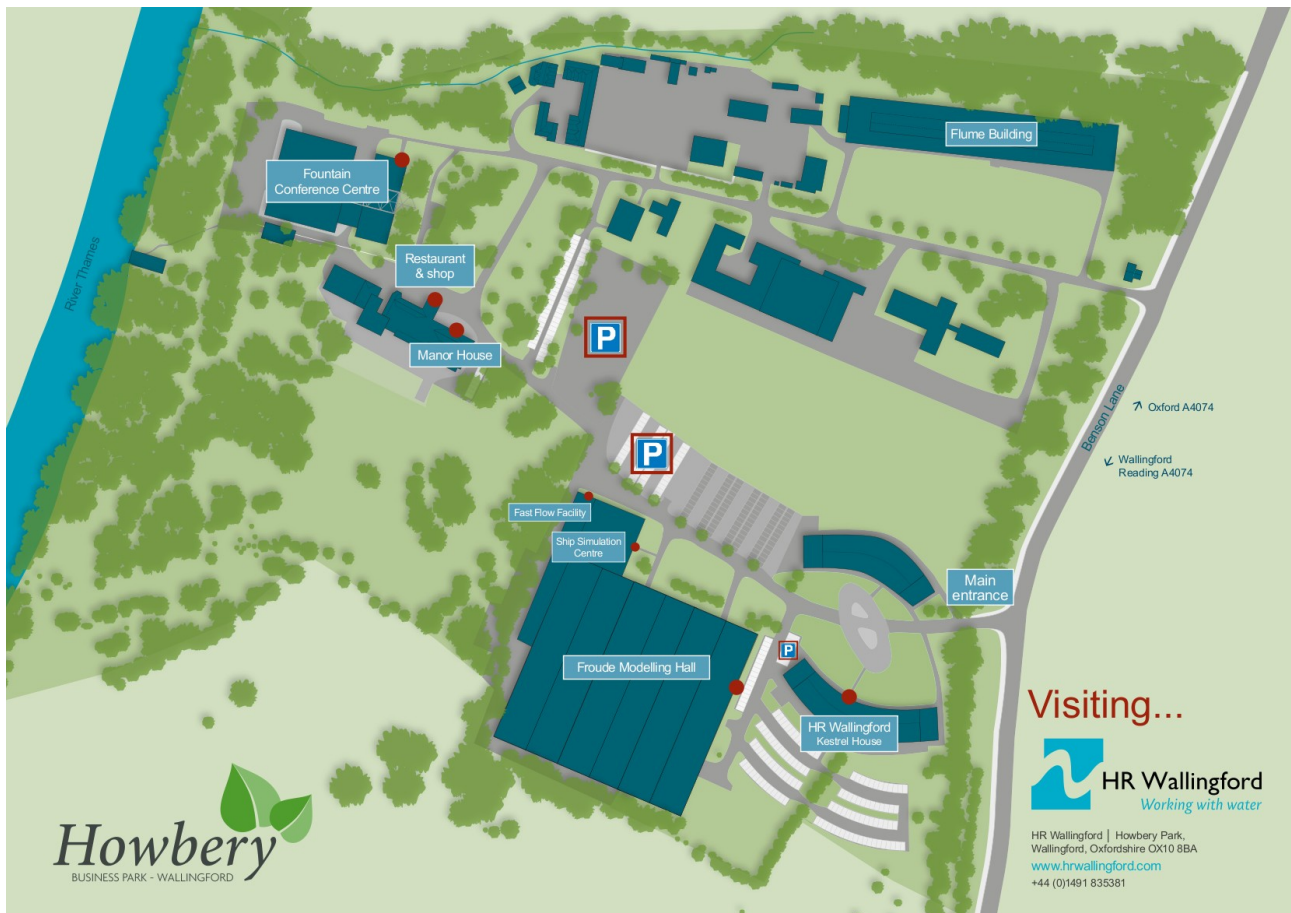 Flume Building
Fountain
Conference Centre
River Thames
Restaurant
& shop
P
Manor House
Benson Lane
Oxford A4074
Wallingford
Reading A4074
P
Fast Flow Facility
Ship Simulation
Centre
Main
entrance
P
Froude Modelling Hall
HR Wallingford
Kestrel House
Visiting...
HR Wallingford
Working with water
HR Wallingford | Howbery Park,
Wallingford, Oxfordshire OX10 8BA
www.hrwallingford.com
+44 (0)1491 835381
Howbery
BUSINESS PARK - WALLINGFORD